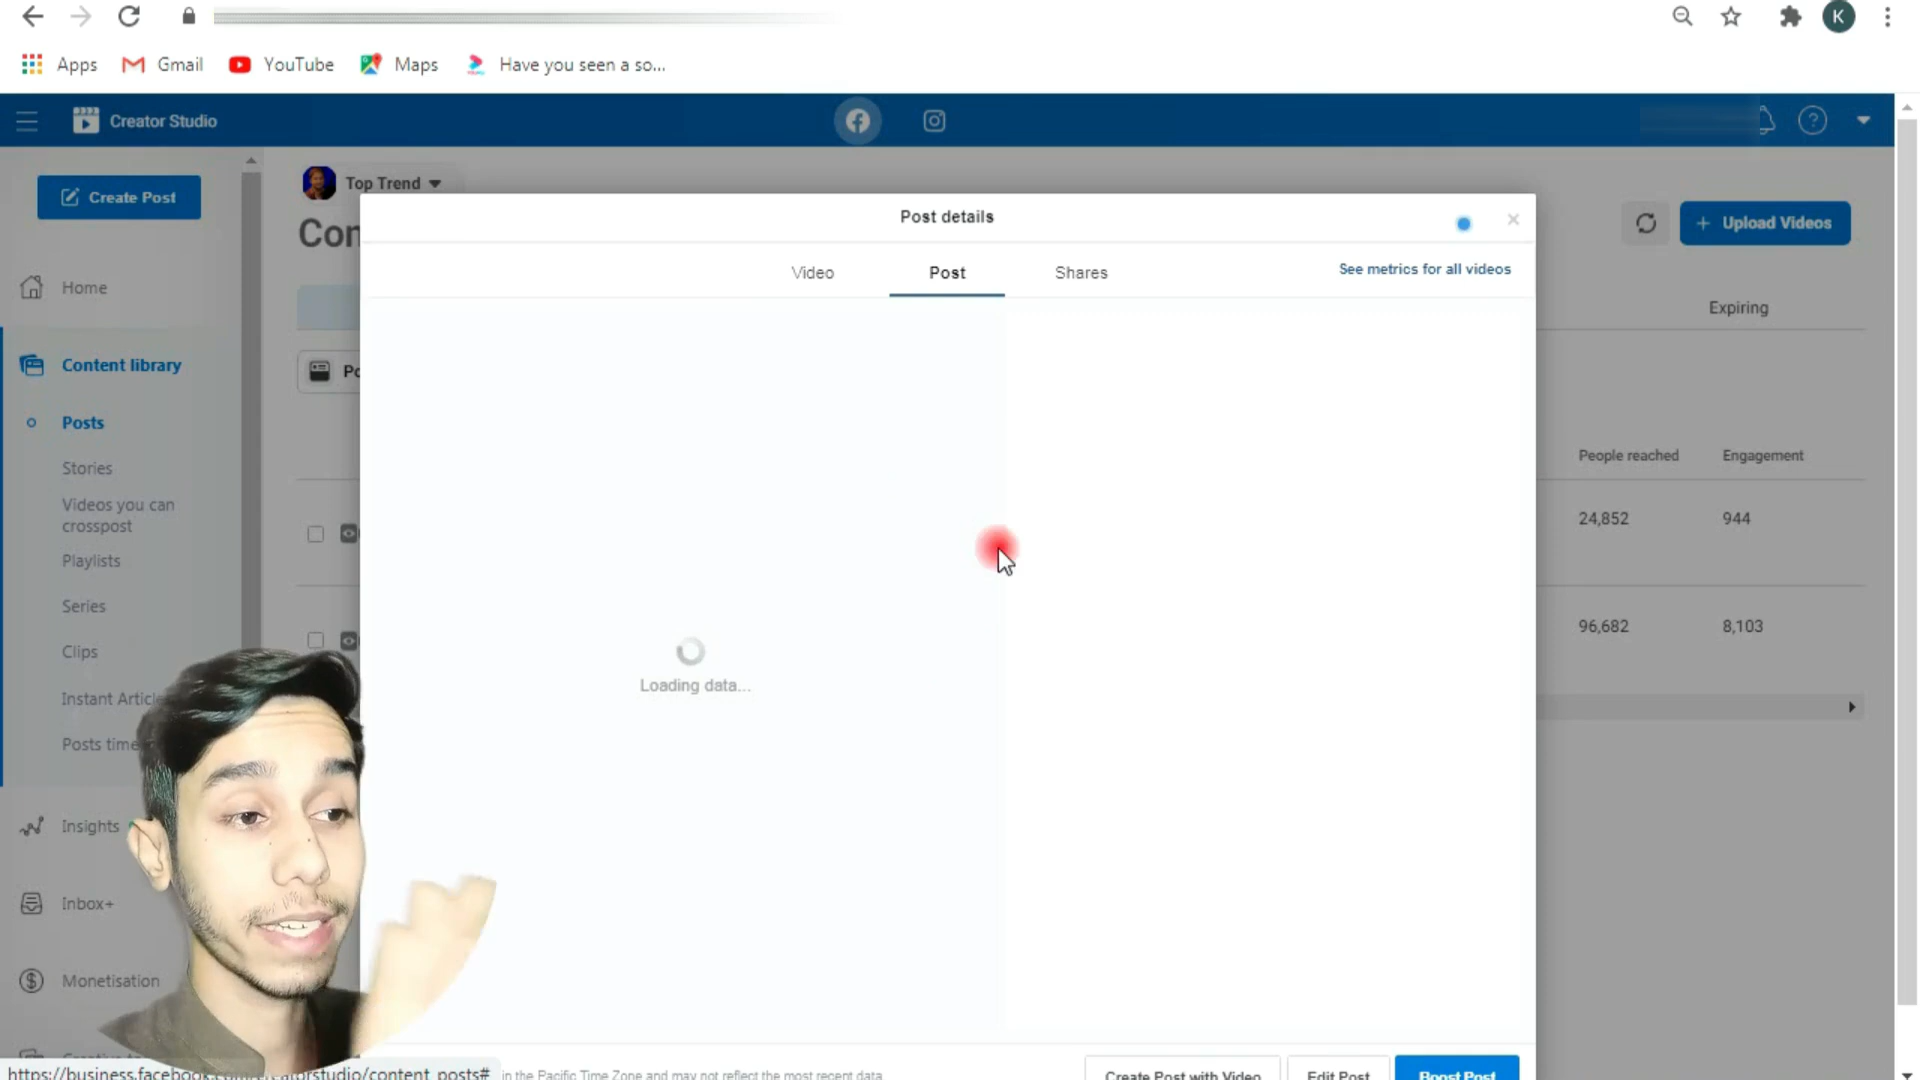 Apps Gmail YouTube Maps Have you seen a so...
Creator Studio
Create Post
Top Trend
Con
Upload Videos
Post details
Video Post Shares See metrics for all videos
Home
Expiring
Content library
Posts
People reached Engagement
Stories
24,852 944
Videos you can
crosspost
Playlists
Series
96,682 8,103
Clips
Loading data...
Instant Article
Posts time
Insights
Inbox+
Monetisation
Create Post with Video Edit Post Boost Post
in the Pacific Time Zone and may not reflect the most recent data
K